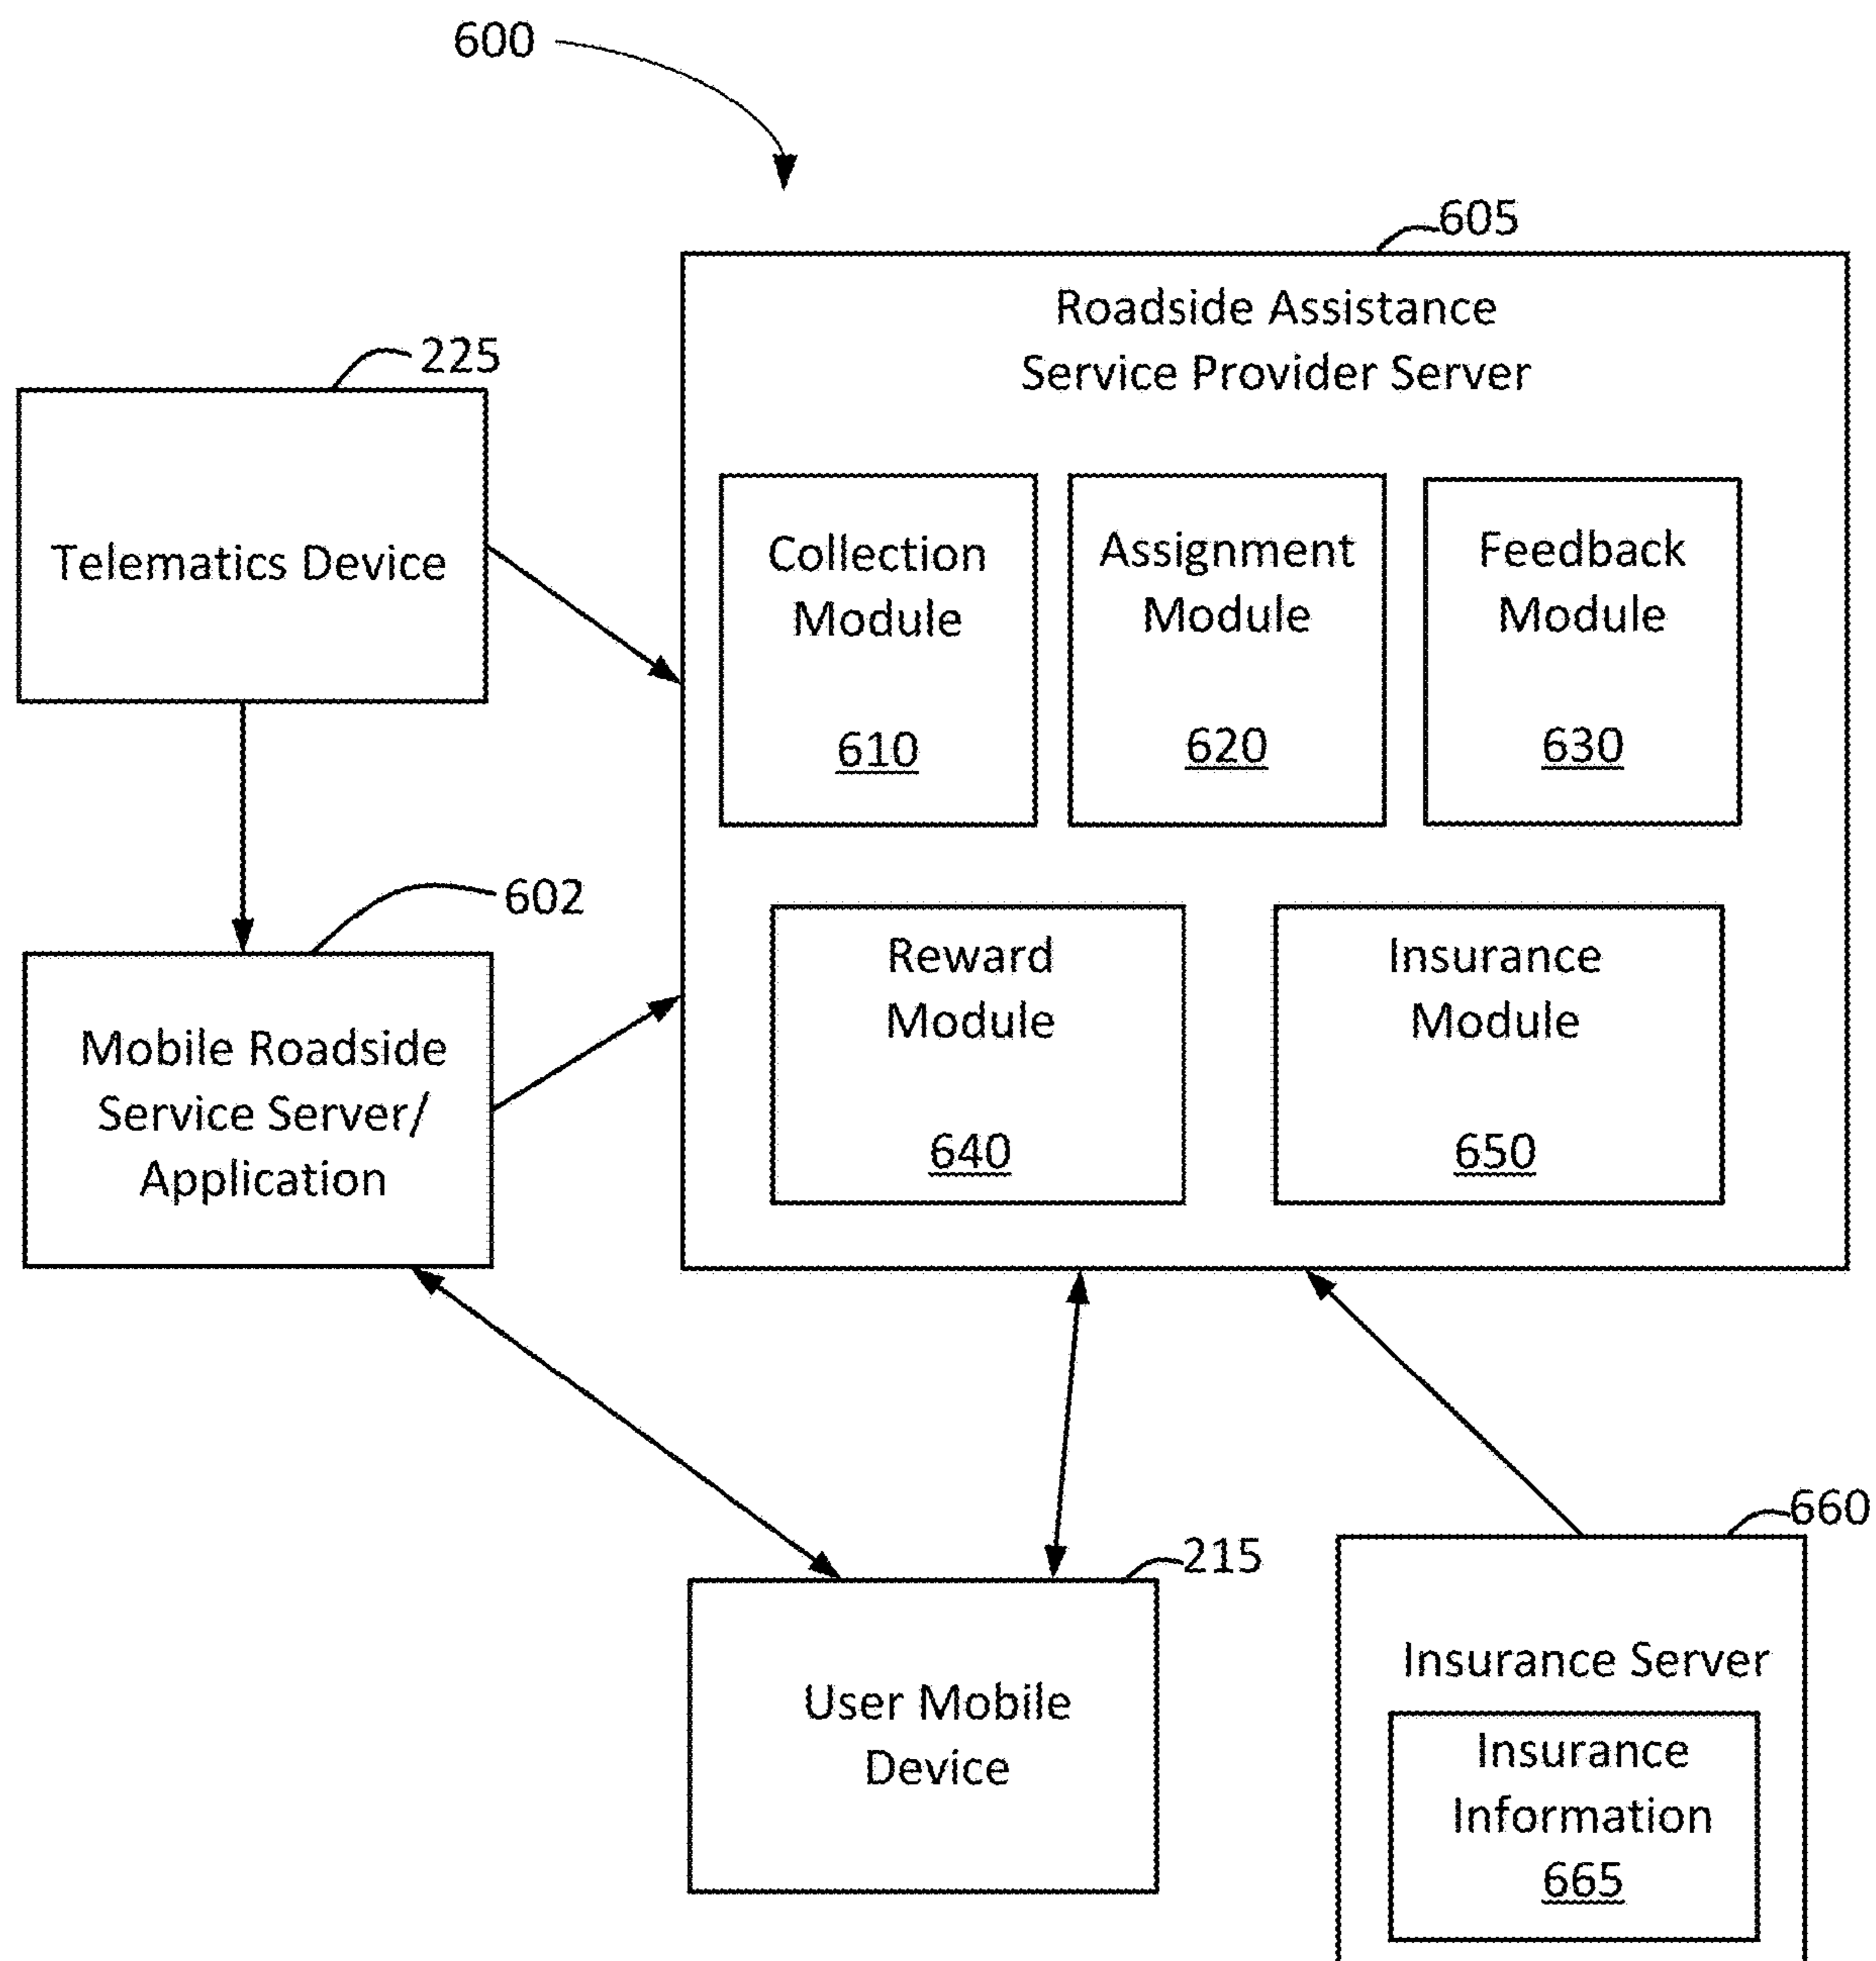 600
605
Roadside Assistance
Service Provider Server
225
Telematics Device
Collection
Module
610
Assignment
Module
620
Feedback
Module
630
602
Mobile Roadside
Service Server/
Application
Reward
Module
640
Insurance
Module
650
215
User Mobile
Device
660
Insurance Server
Insurance
Information
665